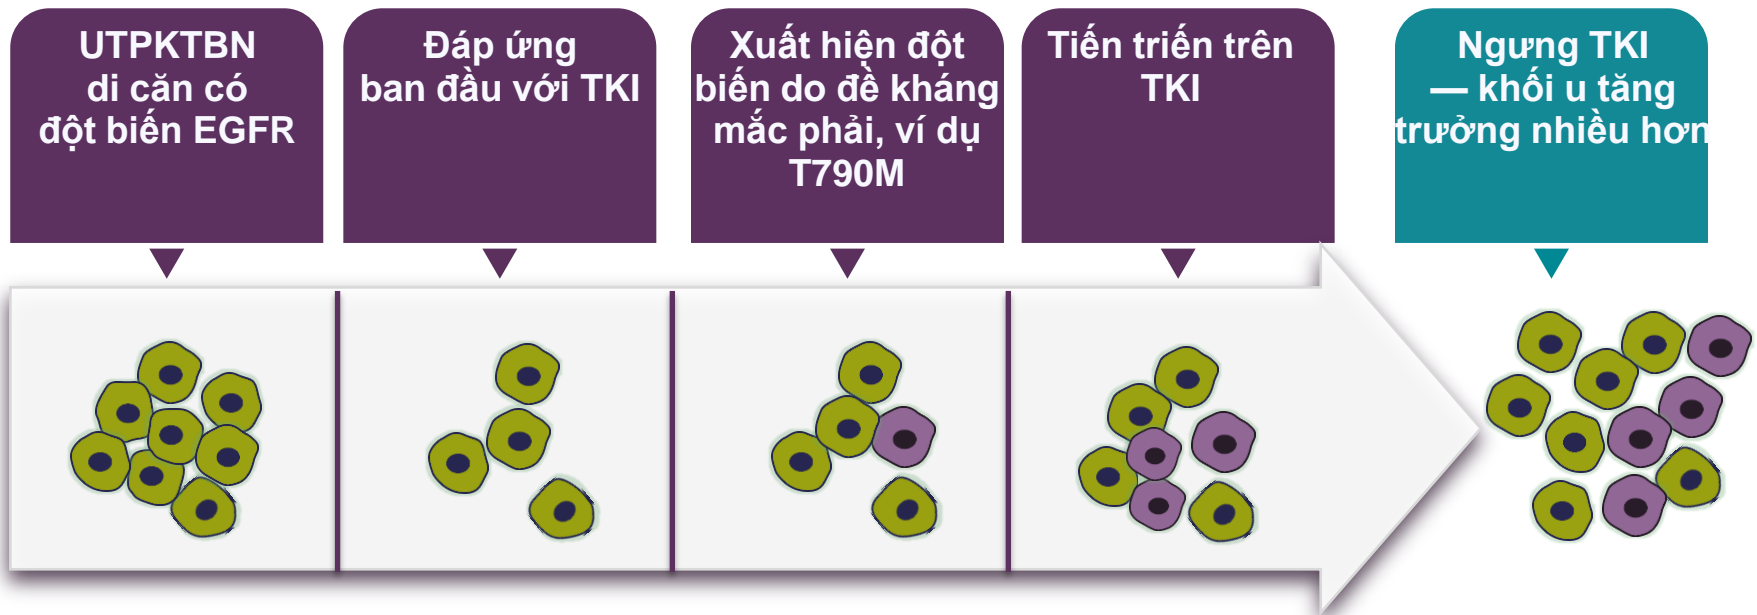 UTPKTBN
di căn có
đột biến EGFR
Đáp ứng
ban đầu với TKI
Xuất hiện đột
biến do đề kháng
mắc phải, ví dụ
T790M
Tiến triến trên
TKI
Ngưng TKI
— khối u tăng
trưởng nhiều hơn